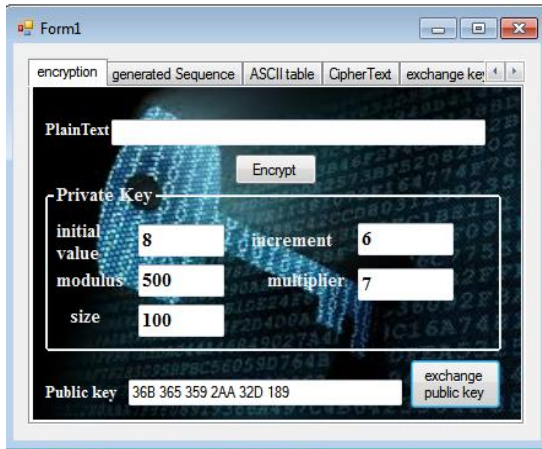 Form1
encryption generated Sequence ASCII table CipherText exchange key
PlainText
Encrypt
Private Key
initial value 8 increment 6
modulus 500 multiplier 7
size 100
Public key 36B 365 359 2AA 32D 189 exchange public key